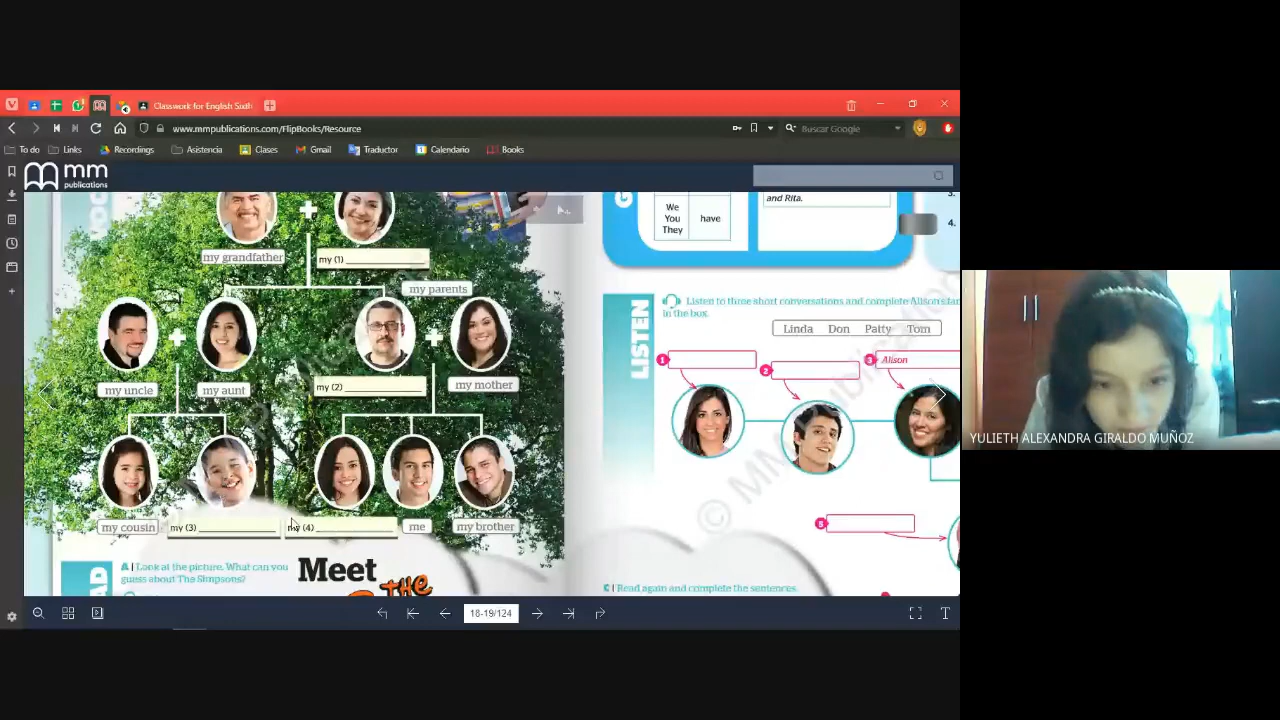 Classwork for English Sixth
www.mmpublications.com/FlipBooks/Resource
Buscar Google
To do
Links
Recordings
Asistencia
Clases
Gmail
Traductor
Calendario
Books
mm
publications
my grandfather
my (1)
my parents
my uncle
my aunt
my (2)
my mother
my cousin
my (3)
my (4)
me
my brother
A | Look at the picture. What can you
guess about The Simpsons?
Meet
THE
We
You
They
have
and Rita.
3.
4.
LISTEN
Listen to three short conversations and complete Alison's
in the box.
Linda Don Patty Tom
1
2
3 Alison
5
C | Read again and complete the sentences.
18-19/124
YULIETH ALEXANDRA GIRALDO MUÑOZ